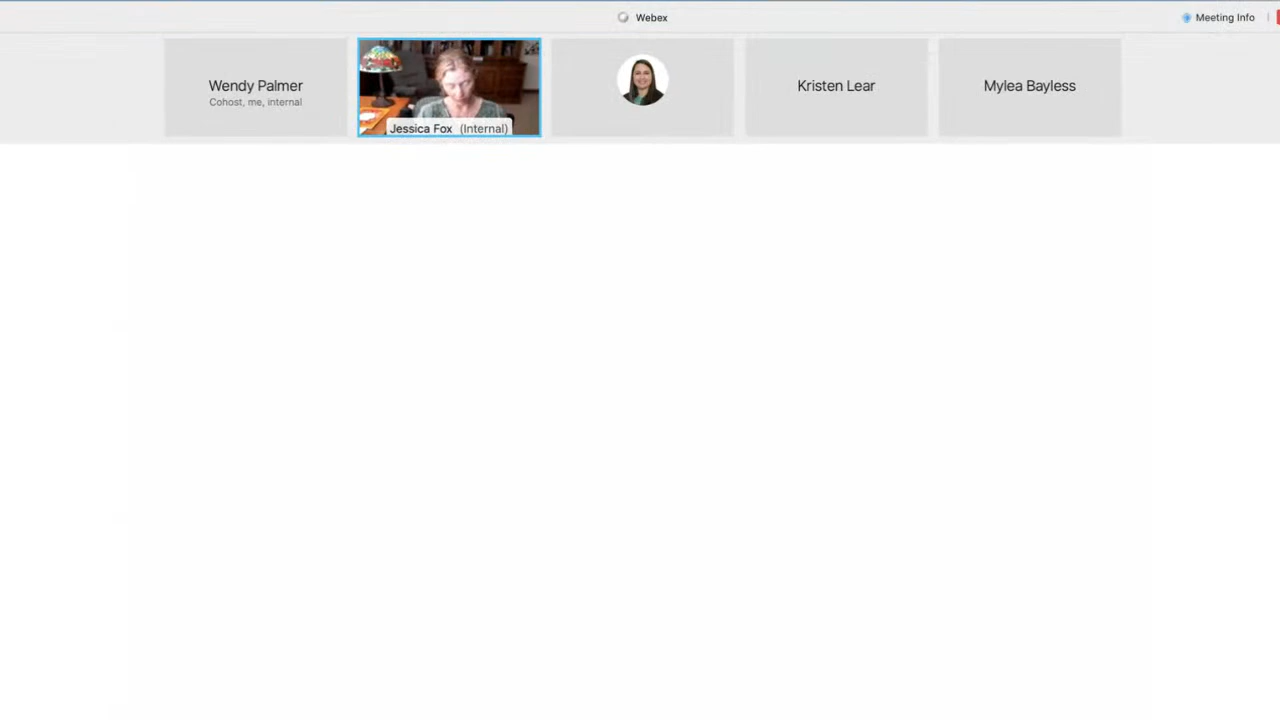 Webex
Meeting Info
Wendy Palmer
Cohost, me, internal
Jessica Fox (Internal)
Kristen Lear
Mylea Bayless